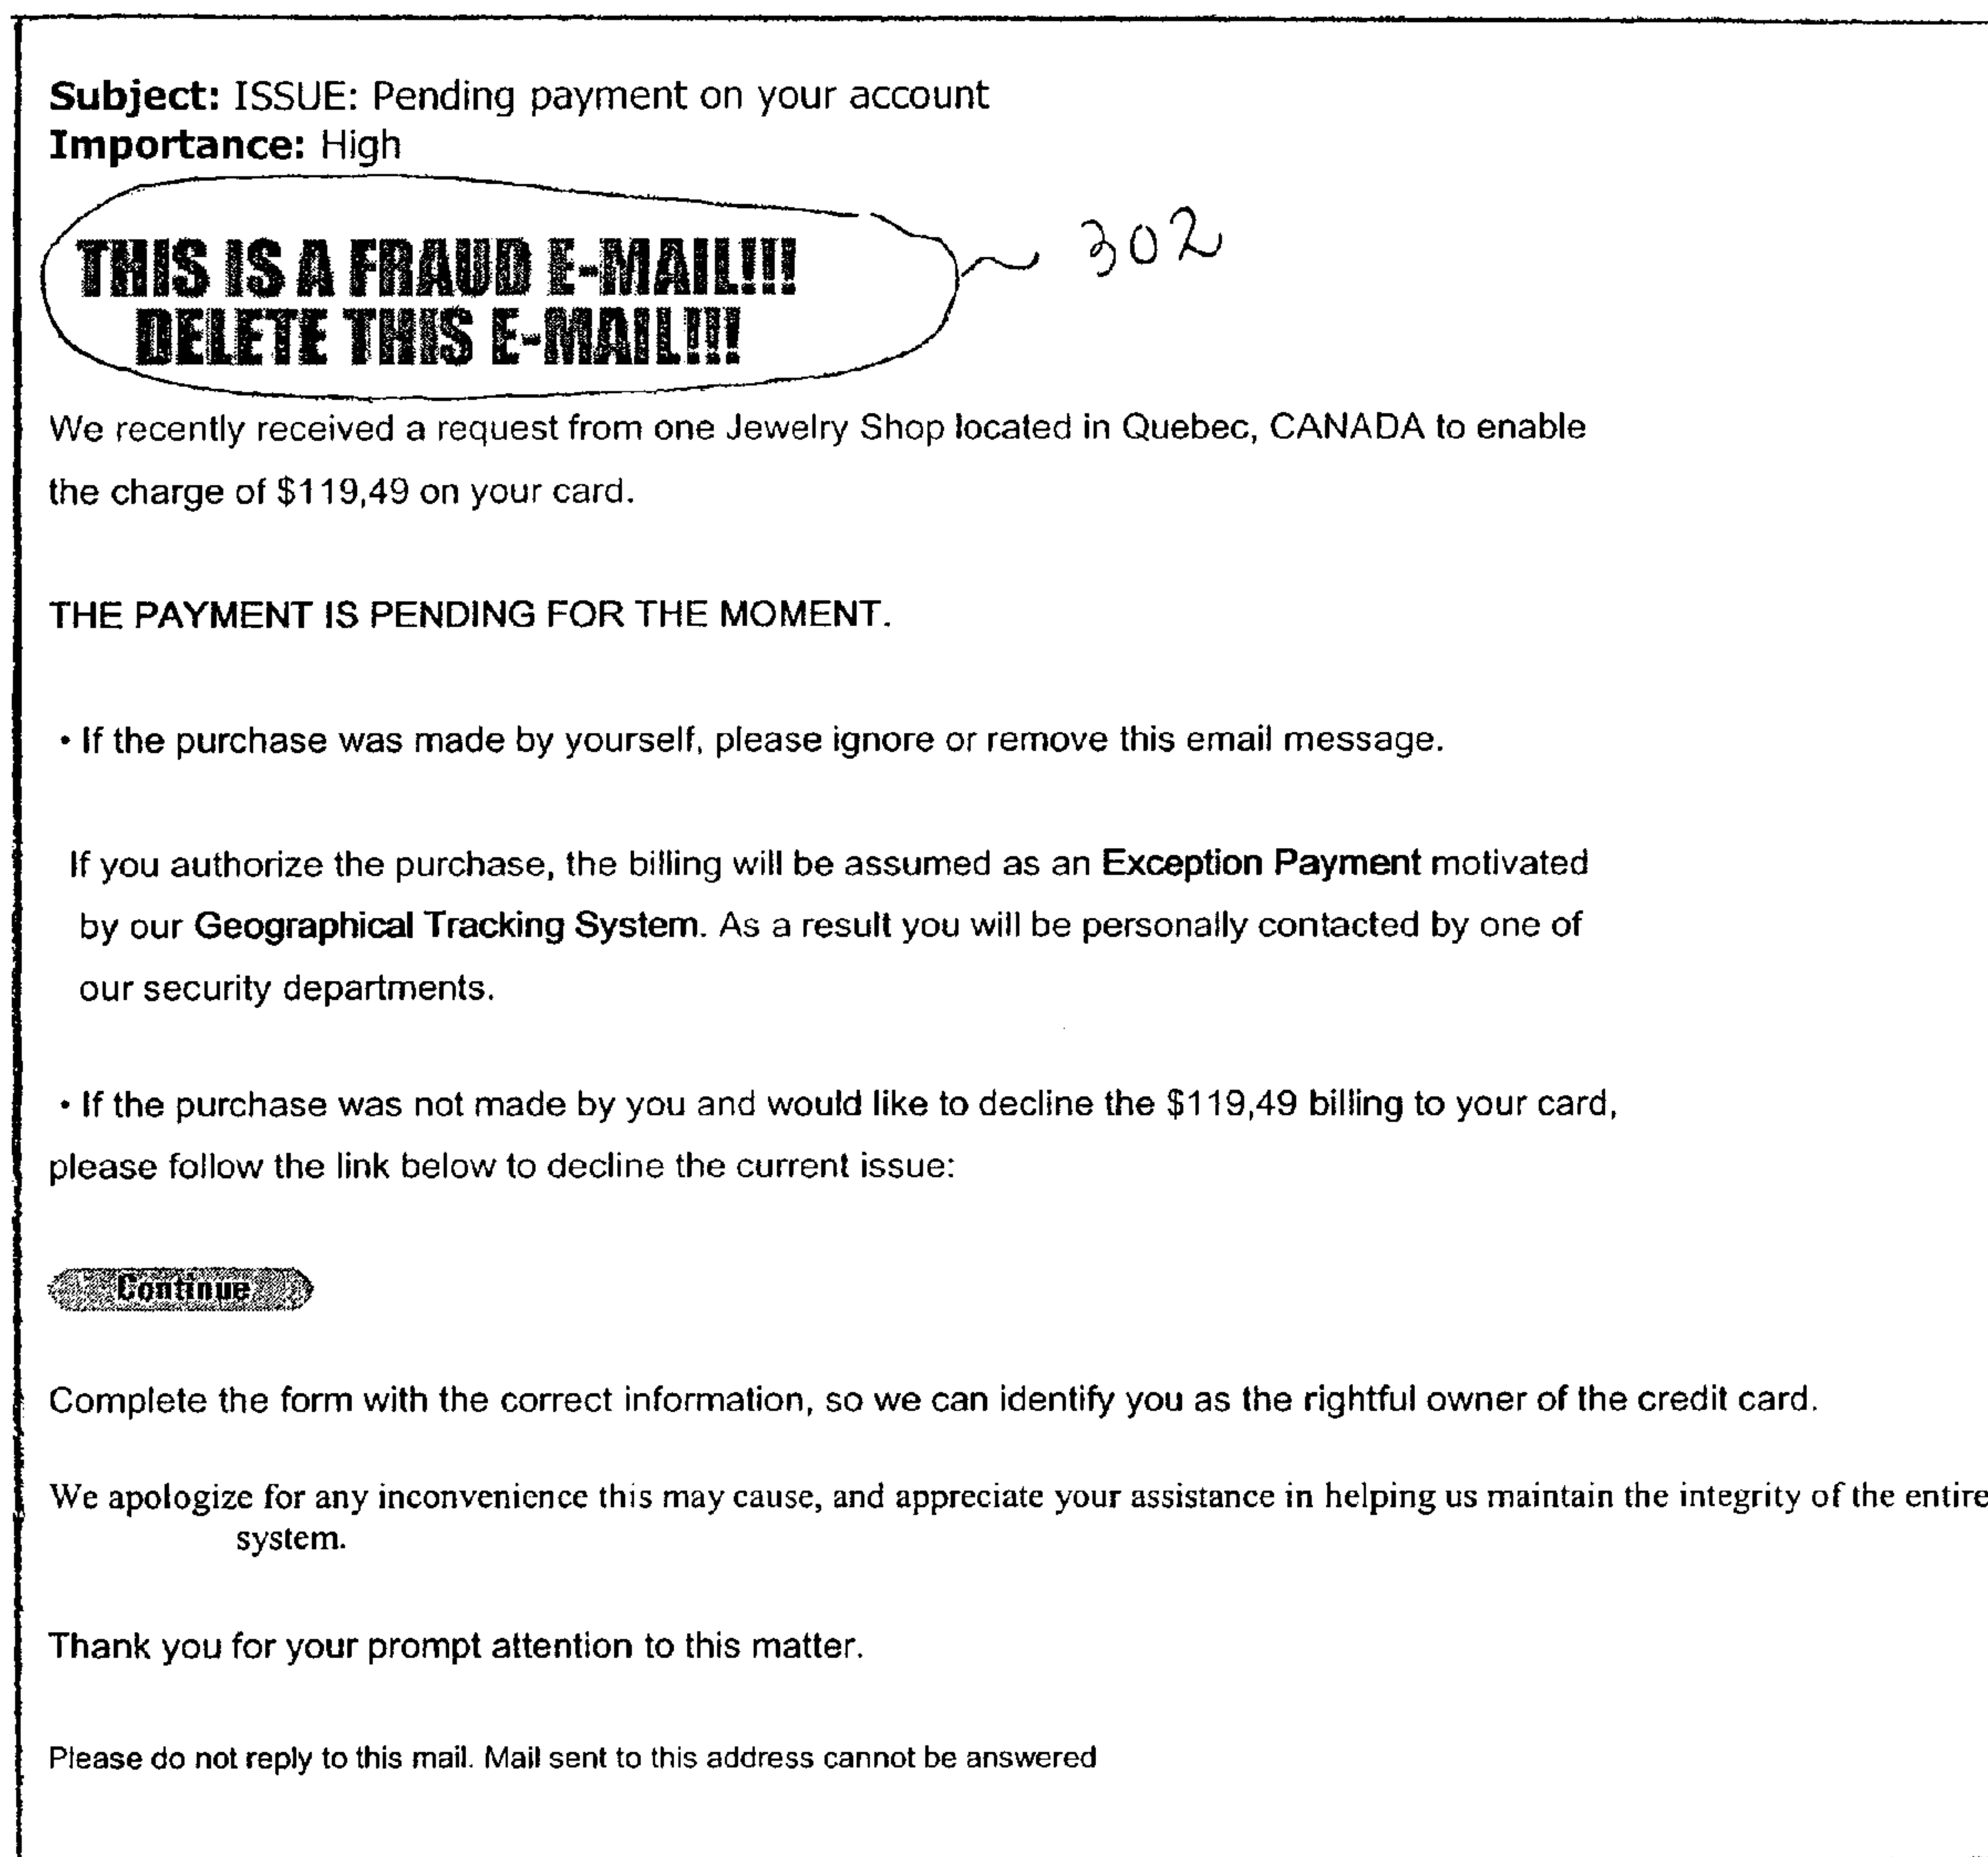 Subject: ISSUE: Pending payment on your account
Importance: High
THIS IS A FRAUD E-MAIL!!!
DELETE THIS E-MAIL!!!
302
We recently received a request from one Jewelry Shop located in Quebec, CANADA to enable
the charge of $119,49 on your card.
THE PAYMENT IS PENDING FOR THE MOMENT.
• If the purchase was made by yourself, please ignore or remove this email message.
If you authorize the purchase, the billing will be assumed as an Exception Payment motivated
by our Geographical Tracking System. As a result you will be personally contacted by one of
our security departments.
• If the purchase was not made by you and would like to decline the $119,49 billing to your card,
please follow the link below to decline the current issue:
Continue
Complete the form with the correct information, so we can identify you as the rightful owner of the credit card.
We apologize for any inconvenience this may cause, and appreciate your assistance in helping us maintain the integrity of the entire
system.
Thank you for your prompt attention to this matter.
Please do not reply to this mail. Mail sent to this address cannot be answered